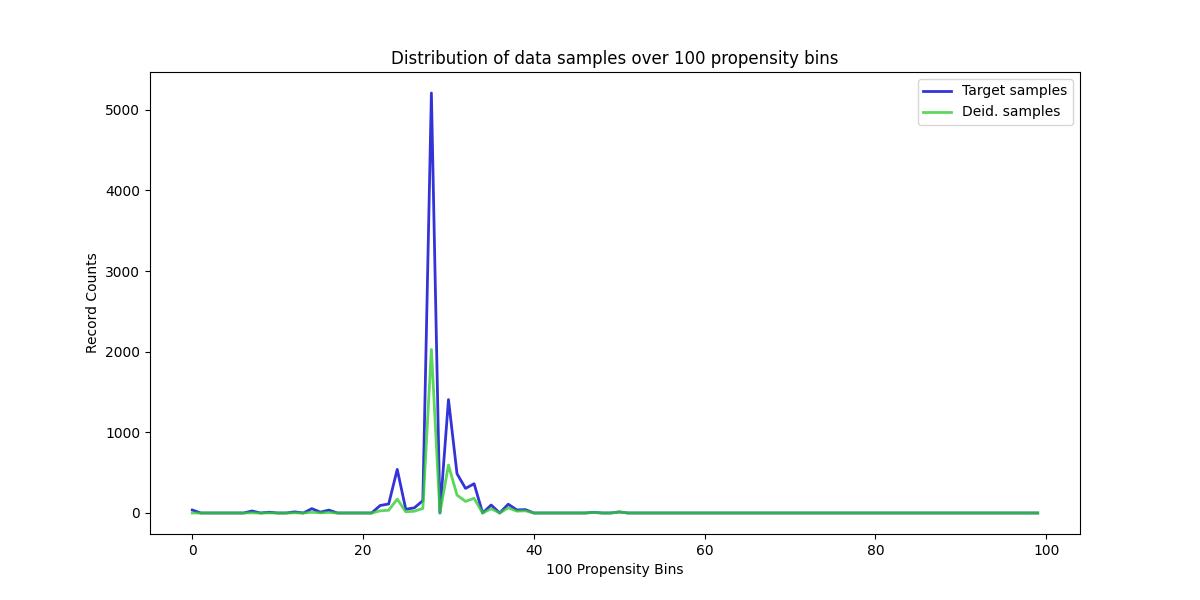 Distribution of data samples over 100 propensity bins
Target samples
Deid. samples
5000
4000
3000
2000
1000
0
Record Counts
0 20 40 60 80 100
100 Propensity Bins